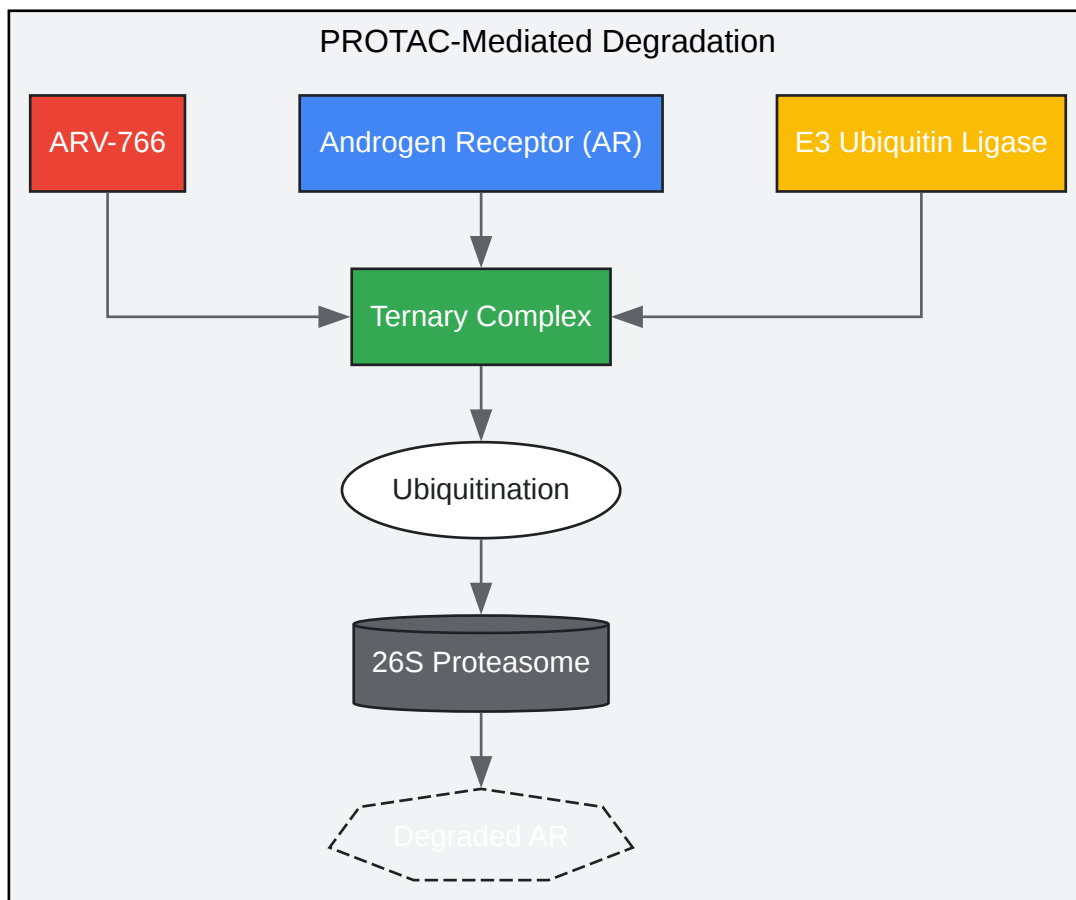 PROTAC-Mediated Degradation
ARV-766
Androgen Receptor (AR)
E3 Ubiquitin Ligase
Ternary Complex
Ubiquitination
26S Proteasome
Degraded AR